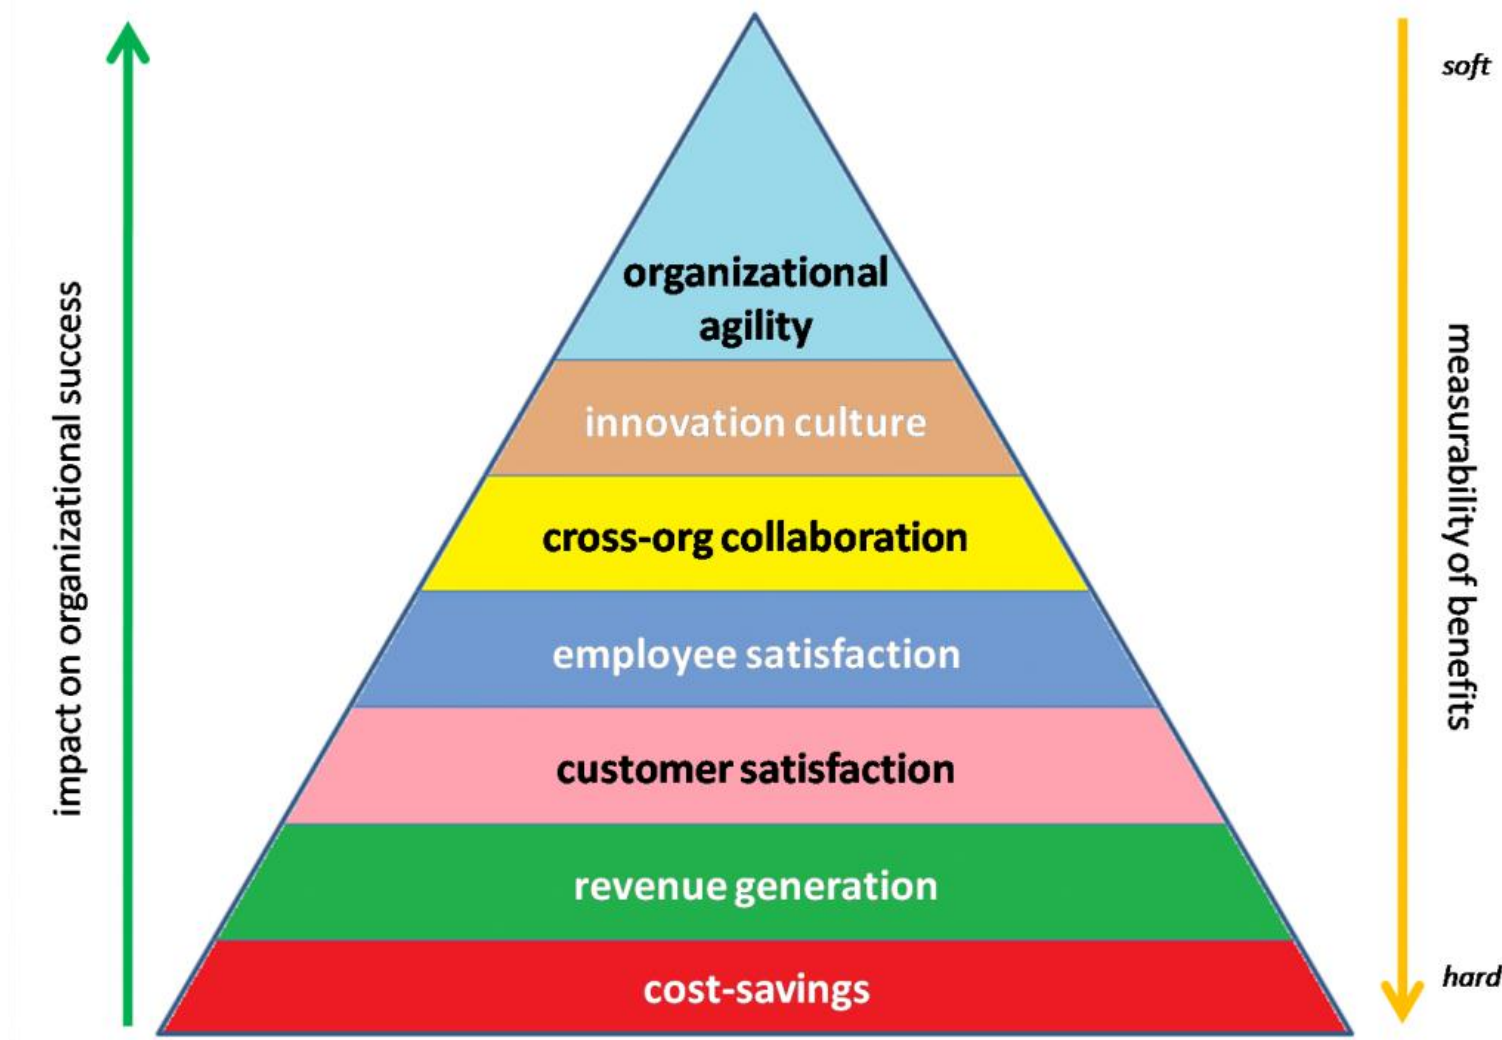 soft
organizational
agility
innovation culture
cross-org collaboration
employee satisfaction
customer satisfaction
revenue generation
cost-savings
impact on organizational success
measurability of benefits
hard